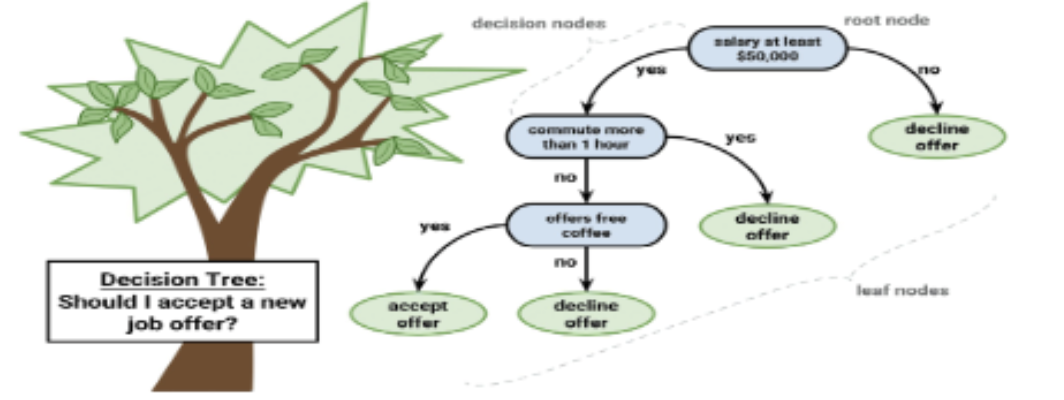 decision nodes
root node
salary at least
$50,000
yes
no
commute more
than 1 hour
yes
decline
offer
no
offers free
coffee
decline
offer
yes
no
Decision Tree:
Should I accept a new
job offer?
accept
offer
decline
offer
leaf nodes